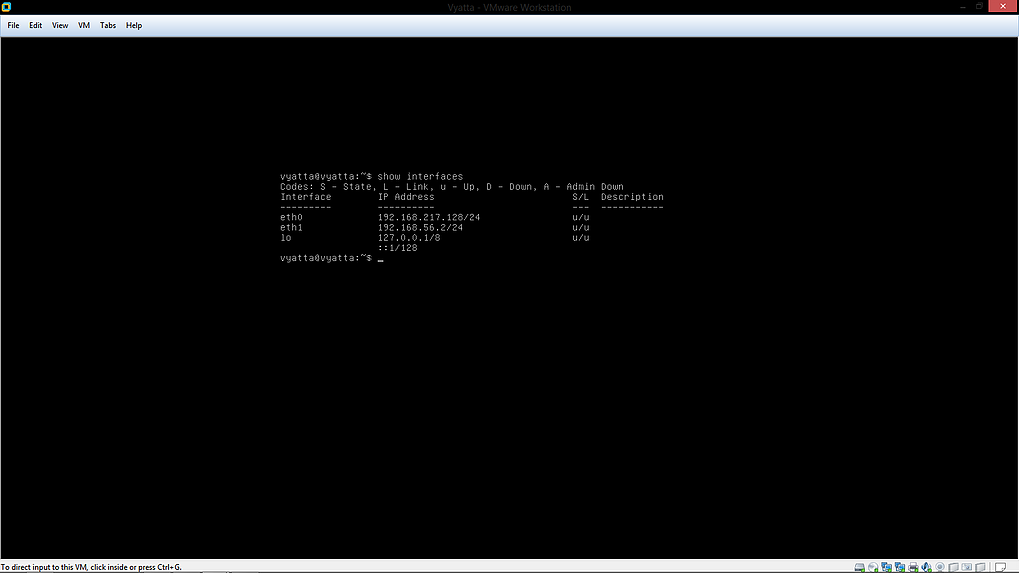 Vyatta - VMware Workstation
File Edit View VM Tabs Help
vyatta@vyatta:~$ show interfaces
Codes: S - State, L - Link, u - Up, D - Down, A - Admin Down
Interface IP Address S/L Description
--------- ---------- --- -----------
eth0 192.168.217.128/24 u/u
eth1 192.168.56.2/24 u/u
lo 127.0.0.1/8 u/u
::1/128
vyatta@vyatta:~$ _
To direct input to this VM, click inside or press Ctrl+G.